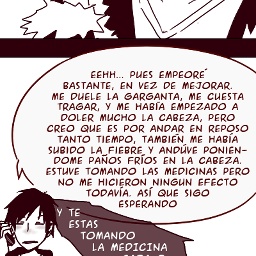 EEHH... PUES EMPEORÉ
BASTANTE, EN VEZ DE MEJORAR.
ME DUELE LA GARGANTA, ME CUESTA
TRAGAR, Y ME HABÍA EMPEZADO A
DOLER MUCHO LA CABEZA, PERO
CREO QUE ES POR ANDAR EN REPOSO
TANTO TIEMPO, TAMBIÉN ME HABÍA
SUBIDO LA FIEBRE Y ANDUVE PONIEN-
DOME PAÑOS FRÍOS EN LA CABEZA.
ESTUVE TOMANDO LAS MEDICINAS PERO
NO ME HICIERON NINGUN EFECTO
TODAVÍA. ASÍ QUE SIGO
ESPERANDO
Y TE
ESTAS
TOMANDO
LA MEDICINA